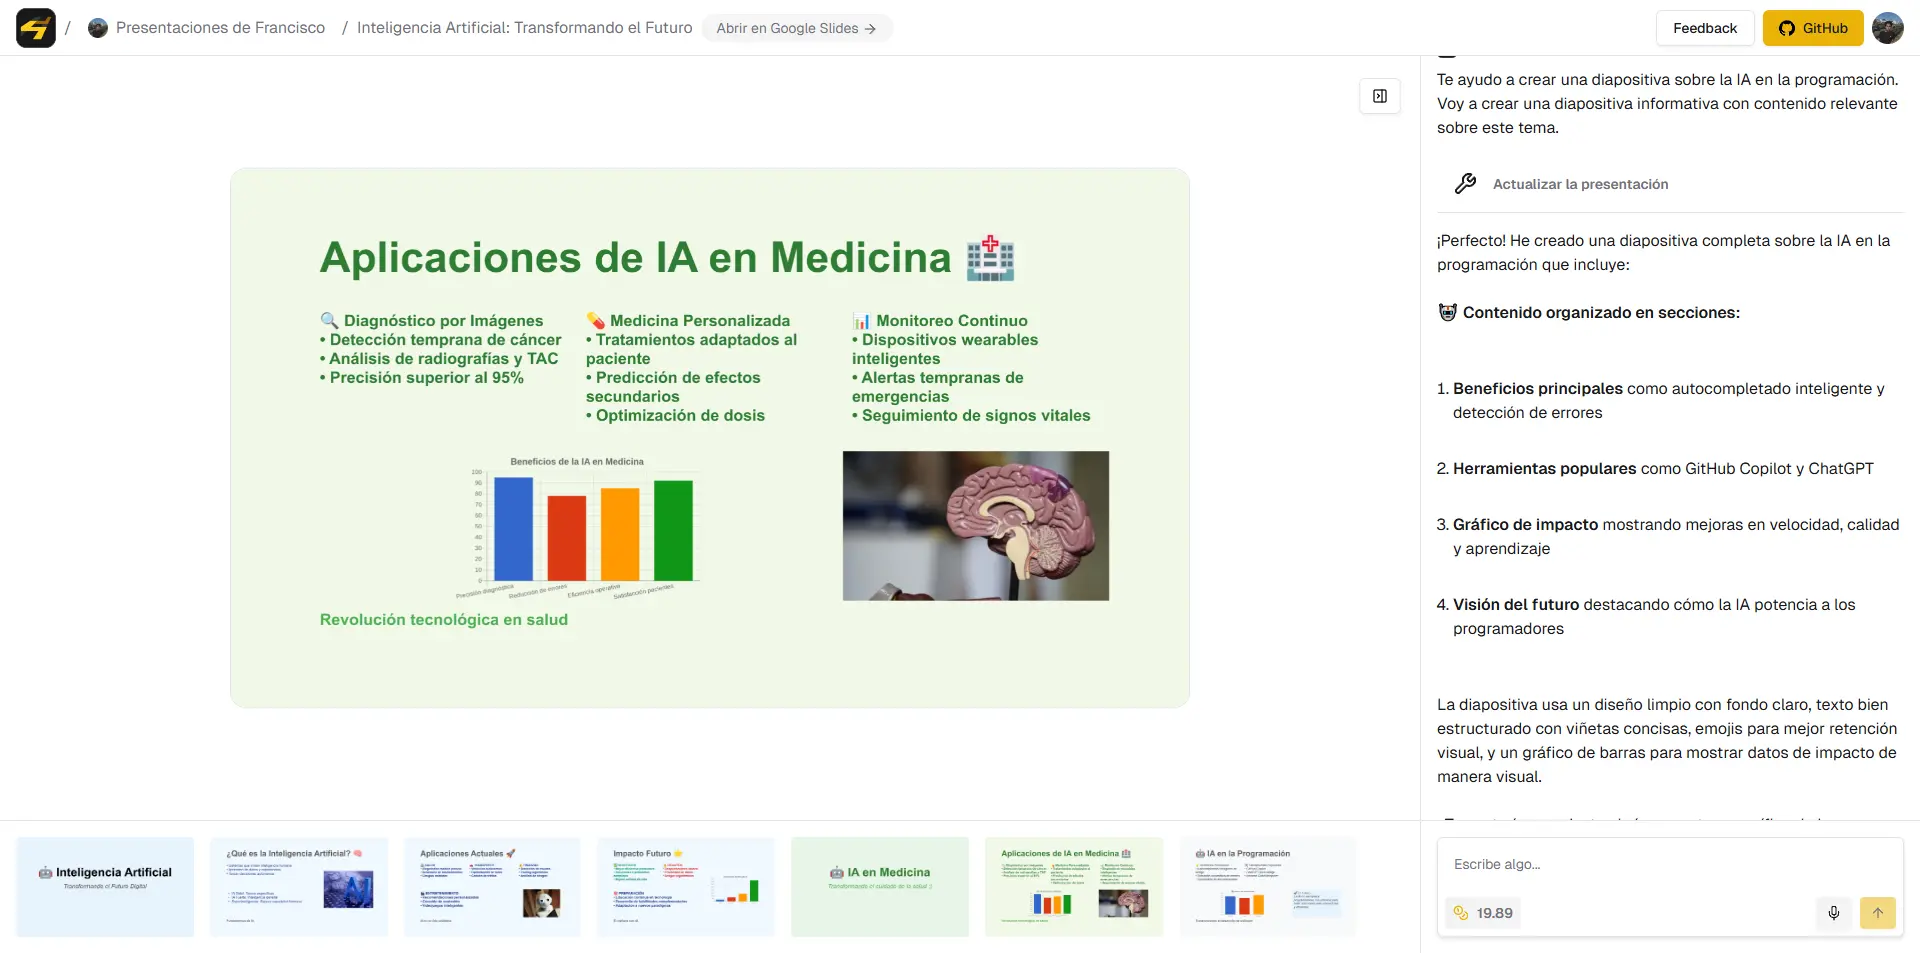 / Presentaciones de Francisco / Inteligencia Artificial: Transformando el Futuro Abrir en Google Slides →
Feedback GitHub
Aplicaciones de IA en Medicina
Diagnóstico por Imágenes
• Detección temprana de cáncer
• Análisis de radiografías y TAC
• Precisión superior al 95%
Medicina Personalizada
• Tratamientos adaptados al
paciente
• Predicción de efectos
secundarios
• Optimización de dosis
Monitoreo Continuo
• Dispositivos wearables
inteligentes
• Alertas tempranas de
emergencias
• Seguimiento de signos vitales
Beneficios de la IA en Medicina
100
90
80
70
60
50
40
30
20
10
0
Precisión diagnóstica
Reducción de errores
Eficiencia operativa
Satisfacción pacientes
Revolución tecnológica en salud
Te ayudo a crear una diapositiva sobre la IA en la programación.
Voy a crear una diapositiva informativa con contenido relevante
sobre este tema.
Actualizar la presentación
¡Perfecto! He creado una diapositiva completa sobre la IA en la
programación que incluye:
Contenido organizado en secciones:
1. Beneficios principales como autocompletado inteligente y
detección de errores
2. Herramientas populares como GitHub Copilot y ChatGPT
3. Gráfico de impacto mostrando mejoras en velocidad, calidad
y aprendizaje
4. Visión del futuro destacando cómo la IA potencia a los
programadores
La diapositiva usa un diseño limpio con fondo claro, texto bien
estructurado con viñetas concisas, emojis para mejor retención
visual, y un gráfico de barras para mostrar datos de impacto de
manera visual.
Inteligencia Artificial
Transformando el Futuro Digital
¿Qué es la Inteligencia Artificial?
AI
Aplicaciones Actuales
Impacto Futuro
IA en Medicina
Transformando el cuidado de la salud
Aplicaciones de IA en Medicina
IA en la Programación
Escribe algo...
19.89